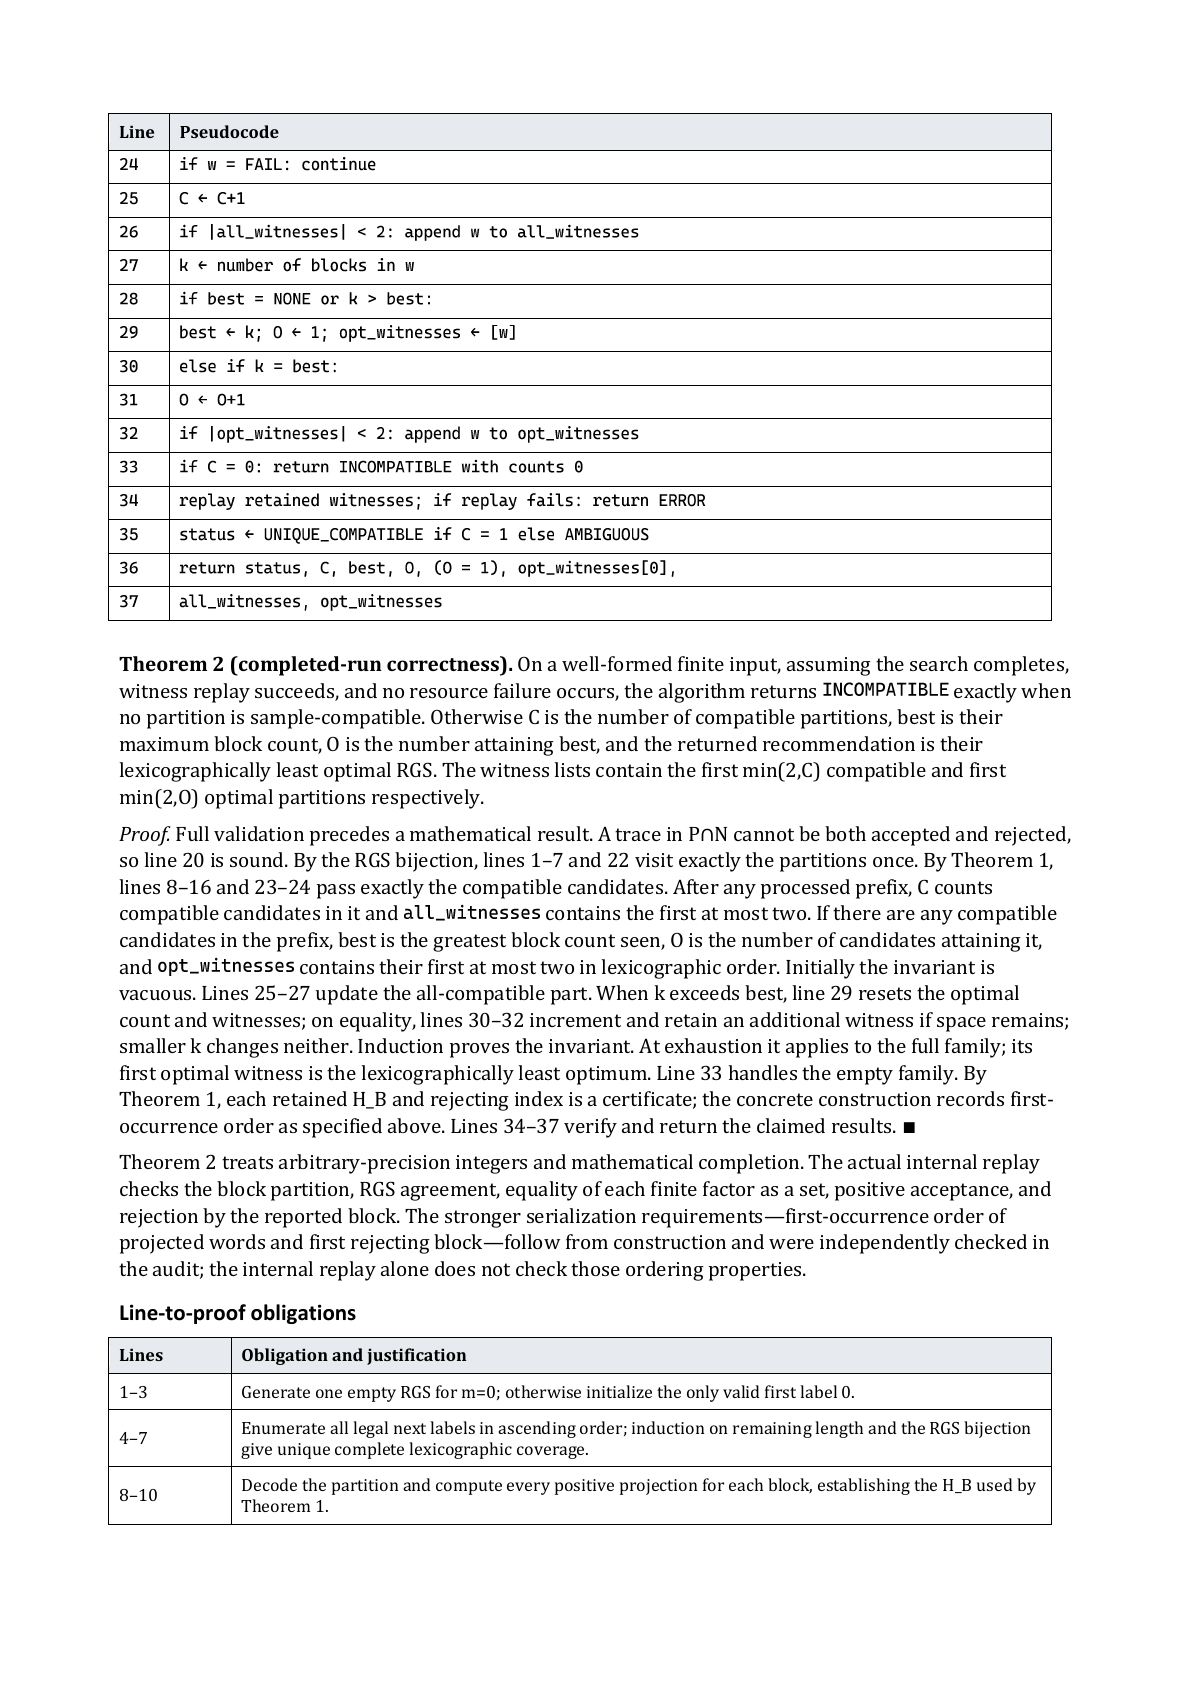 Line Pseudocode
24 if w = FAIL: continue
25 C ← C+1
26 if |all_witnesses| < 2: append w to all_witnesses
27 k ← number of blocks in w
28 if best = NONE or k > best:
29 best ← k; O ← 1; opt_witnesses ← [w]
30 else if k = best:
31 O ← O+1
32 if |opt_witnesses| < 2: append w to opt_witnesses
33 if C = 0: return INCOMPATIBLE with counts 0
34 replay retained witnesses; if replay fails: return ERROR
35 status ← UNIQUE_COMPATIBLE if C = 1 else AMBIGUOUS
36 return status, C, best, O, (O = 1), opt_witnesses[0],
37 all_witnesses, opt_witnesses
Theorem 2 (completed-run correctness). On a well-formed finite input, assuming the search completes,
witness replay succeeds, and no resource failure occurs, the algorithm returns INCOMPATIBLE exactly when
no partition is sample-compatible. Otherwise C is the number of compatible partitions, best is their
maximum block count, O is the number attaining best, and the returned recommendation is their
lexicographically least optimal RGS. The witness lists contain the first min(2,C) compatible and first
min(2,O) optimal partitions respectively.
Proof. Full validation precedes a mathematical result. A trace in P∩N cannot be both accepted and rejected,
so line 20 is sound. By the RGS bijection, lines 1–7 and 22 visit exactly the partitions once. By Theorem 1,
lines 8–16 and 23–24 pass exactly the compatible candidates. After any processed prefix, C counts
compatible candidates in it and all_witnesses contains the first at most two. If there are any compatible
candidates in the prefix, best is the greatest block count seen, O is the number of candidates attaining it,
and opt_witnesses contains their first at most two in lexicographic order. Initially the invariant is
vacuous. Lines 25–27 update the all-compatible part. When k exceeds best, line 29 resets the optimal
count and witnesses; on equality, lines 30–32 increment and retain an additional witness if space remains;
smaller k changes neither. Induction proves the invariant. At exhaustion it applies to the full family; its
first optimal witness is the lexicographically least optimum. Line 33 handles the empty family. By
Theorem 1, each retained H_B and rejecting index is a certificate; the concrete construction records first-
occurrence order as specified above. Lines 34–37 verify and return the claimed results. ■
Theorem 2 treats arbitrary-precision integers and mathematical completion. The actual internal replay
checks the block partition, RGS agreement, equality of each finite factor as a set, positive acceptance, and
rejection by the reported block. The stronger serialization requirements—first-occurrence order of
projected words and first rejecting block—follow from construction and were independently checked in
the audit; the internal replay alone does not check those ordering properties.
Line-to-proof obligations
Lines Obligation and justification
1–3 Generate one empty RGS for m=0; otherwise initialize the only valid first label 0.
4–7 Enumerate all legal next labels in ascending order; induction on remaining length and the RGS bijection
give unique complete lexicographic coverage.
8–10 Decode the partition and compute every positive projection for each block, establishing the H_B used by
Theorem 1.